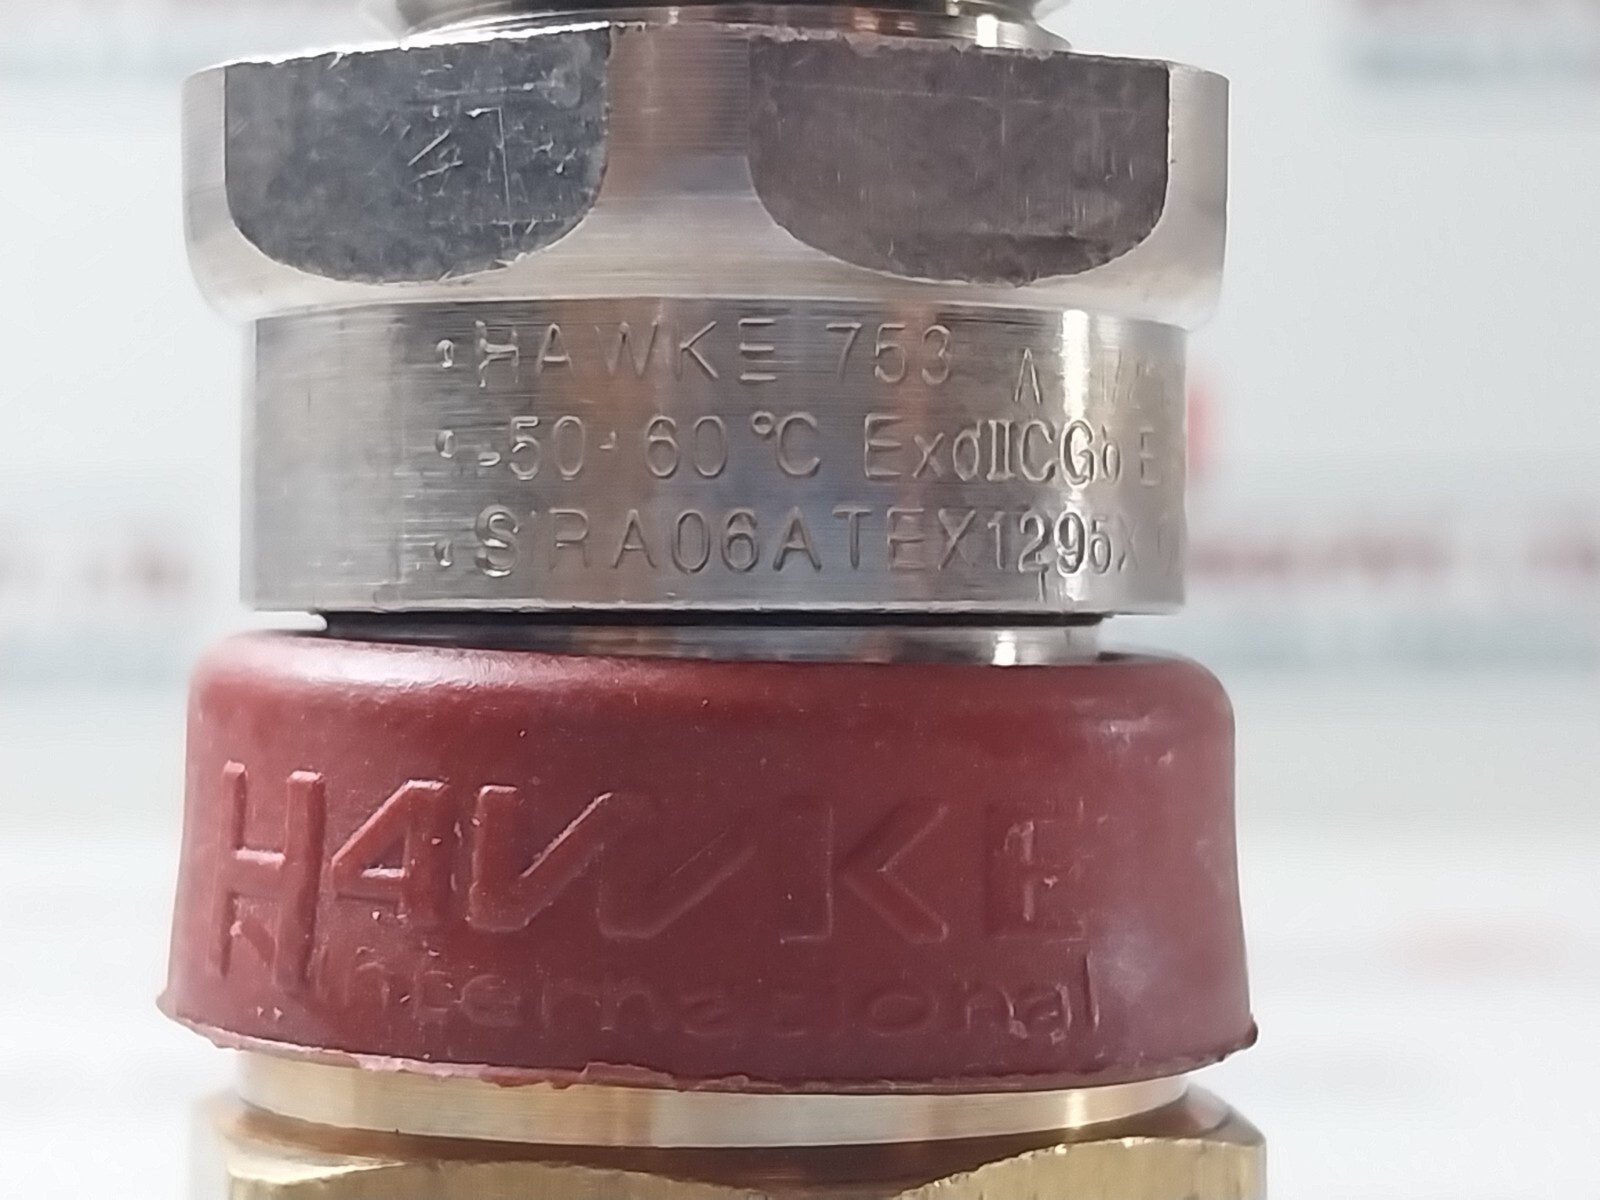 HAWKE 753 A
-50·60°C ExdIICGb E
SIRA06ATEX1295X
HAWKE
international